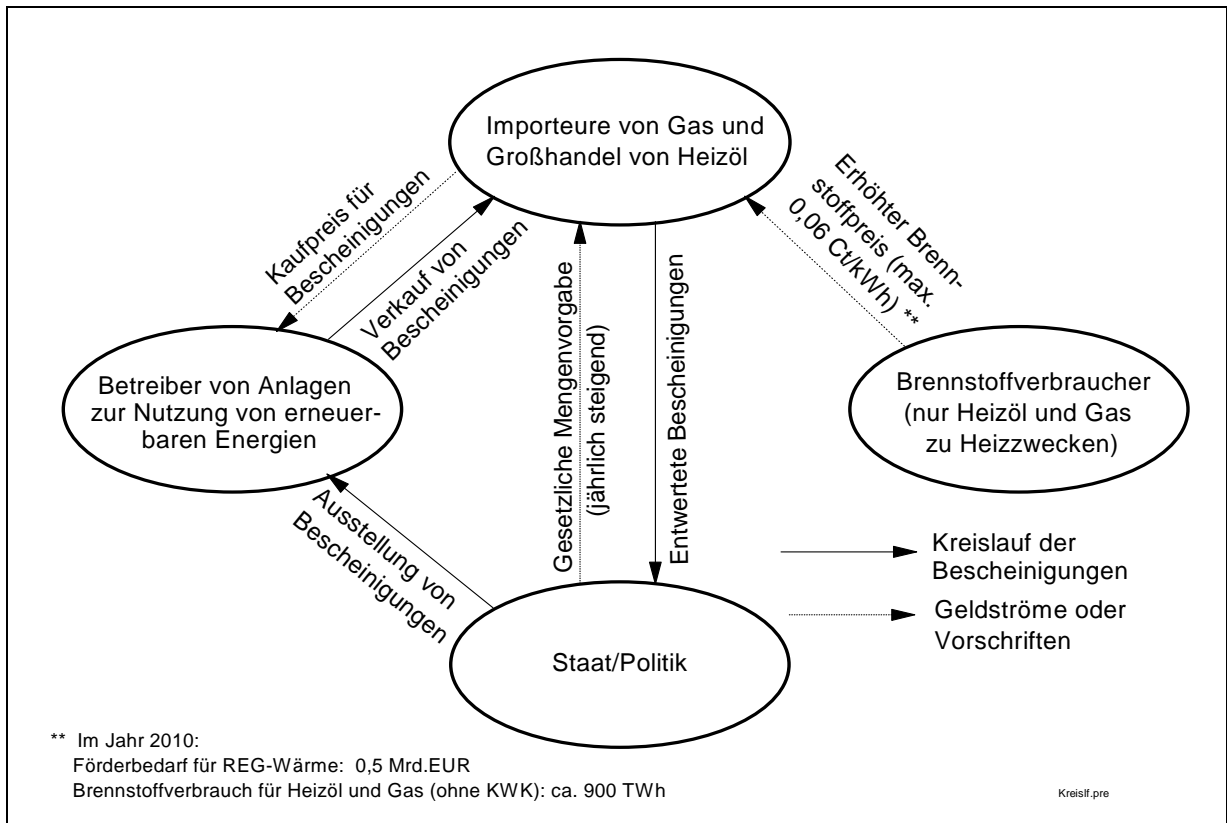 Importeure von Gas und
Großhandel von Heizöl
Kaufpreis für
Bescheinigungen
Verkauf von
Bescheinigungen
Gesetzliche Mengenvorgabe
(jährlich steigend)
Entwertete Bescheinigungen
Erhöhter Brenn-
stoffpreis (max.
0,06 Ct/kWh) **
Betreiber von Anlagen
zur Nutzung von erneuer-
baren Energien
Brennstoffverbraucher
(nur Heizöl und Gas
zu Heizzwecken)
Ausstellung von
Bescheinigungen
Staat/Politik
Kreislauf der
Bescheinigungen
Geldströme oder
Vorschriften
** Im Jahr 2010:
Förderbedarf für REG-Wärme: 0,5 Mrd.EUR
Brennstoffverbrauch für Heizöl und Gas (ohne KWK): ca. 900 TWh
Kreislf.pre